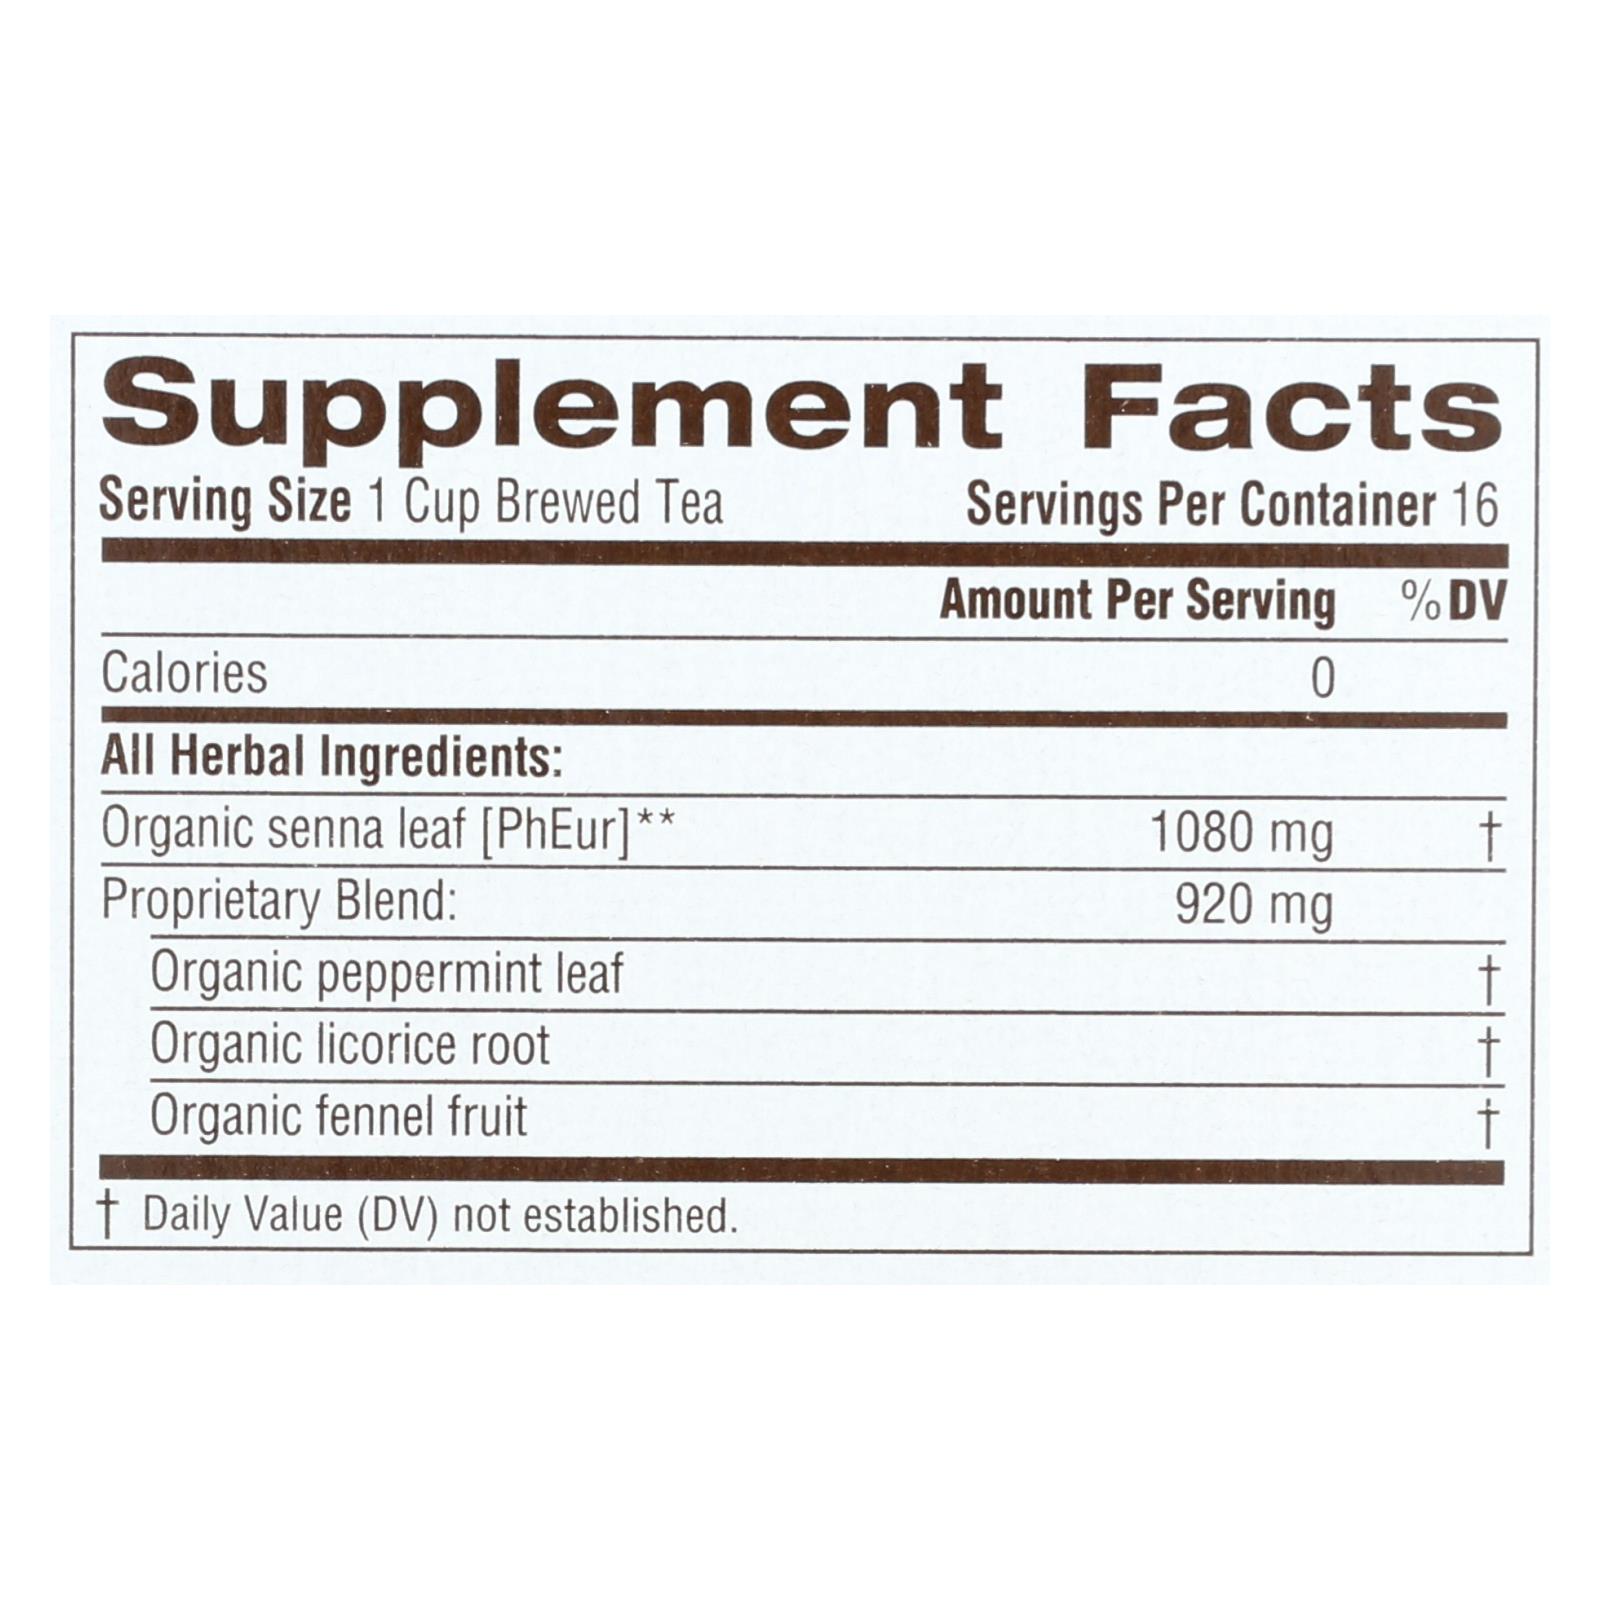 Supplement Facts
Serving Size 1 Cup Brewed Tea Servings Per Container 16
Amount Per Serving % DV
Calories 0
All Herbal Ingredients:
Organic senna leaf [PhEur]** 1080 mg †
Proprietary Blend: 920 mg
Organic peppermint leaf †
Organic licorice root †
Organic fennel fruit †
† Daily Value (DV) not established.